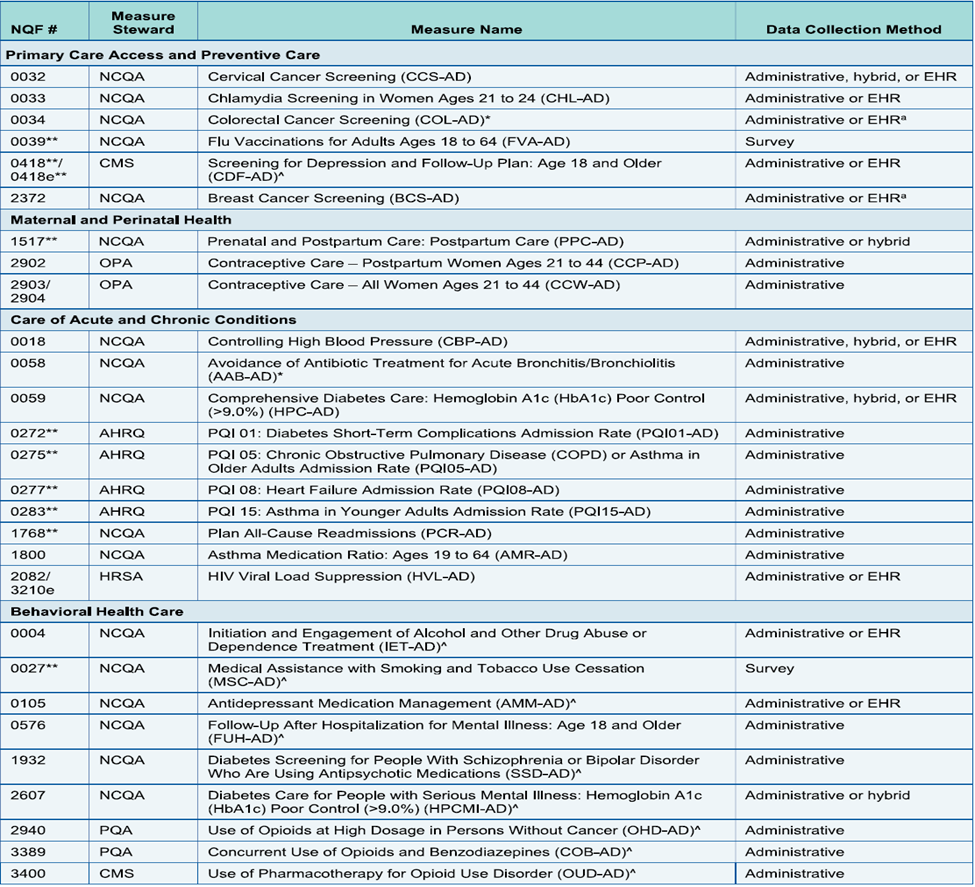 NQF # Measure Steward Measure Name Data Collection Method
Primary Care Access and Preventive Care
0032 NCQA Cervical Cancer Screening (CCS-AD) Administrative, hybrid, or EHR
0033 NCQA Chlamydia Screening in Women Ages 21 to 24 (CHL-AD) Administrative or EHR
0034 NCQA Colorectal Cancer Screening (COL-AD)* Administrative or EHRᵃ
0039** NCQA Flu Vaccinations for Adults Ages 18 to 64 (FVA-AD) Survey
0418**/ CMS Screening for Depression and Follow-Up Plan: Age 18 and Older Administrative or EHR
0418e** (CDF-AD)^
2372 NCQA Breast Cancer Screening (BCS-AD) Administrative or EHRᵃ
Maternal and Perinatal Health
1517** NCQA Prenatal and Postpartum Care: Postpartum Care (PPC-AD) Administrative or hybrid
2902 OPA Contraceptive Care – Postpartum Women Ages 21 to 44 (CCP-AD) Administrative
2903/ OPA Contraceptive Care – All Women Ages 21 to 44 (CCW-AD) Administrative
2904
Care of Acute and Chronic Conditions
0018 NCQA Controlling High Blood Pressure (CBP-AD) Administrative, hybrid, or EHR
0058 NCQA Avoidance of Antibiotic Treatment for Acute Bronchitis/Bronchiolitis Administrative
(AAB-AD)*
0059 NCQA Comprehensive Diabetes Care: Hemoglobin A1c (HbA1c) Poor Control Administrative, hybrid, or EHR
(>9.0%) (HPC-AD)
0272** AHRQ PQI 01: Diabetes Short-Term Complications Admission Rate (PQI01-AD) Administrative
0275** AHRQ PQI 05: Chronic Obstructive Pulmonary Disease (COPD) or Asthma in Administrative
Older Adults Admission Rate (PQI05-AD)
0277** AHRQ PQI 08: Heart Failure Admission Rate (PQI08-AD) Administrative
0283** AHRQ PQI 15: Asthma in Younger Adults Admission Rate (PQI15-AD) Administrative
1768** NCQA Plan All-Cause Readmissions (PCR-AD) Administrative
1800 NCQA Asthma Medication Ratio: Ages 19 to 64 (AMR-AD) Administrative
2082/ HRSA HIV Viral Load Suppression (HVL-AD) Administrative or EHR
3210e
Behavioral Health Care
0004 NCQA Initiation and Engagement of Alcohol and Other Drug Abuse or Administrative or EHR
Dependence Treatment (IET-AD)^
0027** NCQA Medical Assistance with Smoking and Tobacco Use Cessation Survey
(MSC-AD)^
0105 NCQA Antidepressant Medication Management (AMM-AD)^ Administrative or EHR
0576 NCQA Follow-Up After Hospitalization for Mental Illness: Age 18 and Older Administrative
(FUH-AD)^
1932 NCQA Diabetes Screening for People With Schizophrenia or Bipolar Disorder Administrative
Who Are Using Antipsychotic Medications (SSD-AD)^
2607 NCQA Diabetes Care for People with Serious Mental Illness: Hemoglobin A1c Administrative or hybrid
(HbA1c) Poor Control (>9.0%) (HPCMI-AD)^
2940 PQA Use of Opioids at High Dosage in Persons Without Cancer (OHD-AD)^ Administrative
3389 PQA Concurrent Use of Opioids and Benzodiazepines (COB-AD)^ Administrative
3400 CMS Use of Pharmacotherapy for Opioid Use Disorder (OUD-AD)^ Administrative